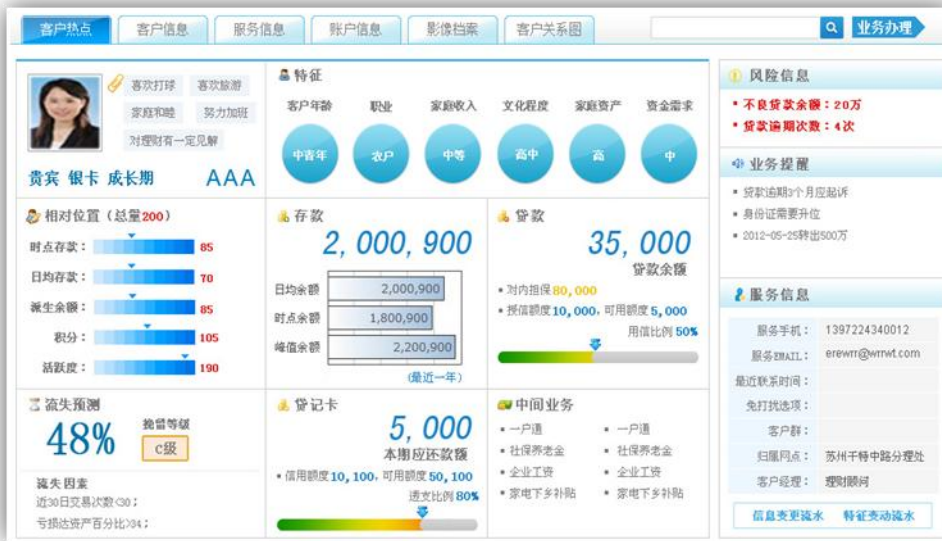 客户热点 客户信息 服务信息 账户信息 影像档案 客户关系图 业务办理
喜欢打球 喜欢旅游
家庭和睦 努力加班
对理财有一定见解
贵宾 银卡 成长期 AAA
特征
客户年龄 职业 家庭收入 文化程度 家庭资产 资金需求
中青年 农户 中等 高中 高 中
风险信息
▪ 不良贷款余额：20万
▪ 贷款逾期次数：4次
业务提醒
▪ 贷款逾期3个月应起诉
▪ 身份证需要升位
▪ 2012-05-25转出500万
相对位置（总量200）
时点存款： 85
日均存款： 70
派生余额： 85
积分： 105
活跃度： 190
存款
2,000,900
日均余额 2,000,900
时点余额 1,800,900
峰值余额 2,200,900
(最近一年)
贷款
35,000
贷款余额
▪ 对内担保80,000
▪ 授信额度10,000，可用额度5,000
用信比例 50%
服务信息
服务手机： 1397224340012
服务EMAIL： erewrr@wrrwt.com
最近联系时间：
免打扰选项：
客户群：
归属网点： 苏州干特中路分理处
客户经理： 理财顾问
信息变更流水 特征变动流水
流失预测
48% 挽留等级
C级
流失因素
近30日交易次数<30；
亏损达资产百分比>34；
贷记卡
5,000
本期应还款额
▪ 信用额度10,100，可用额度50,100
透支比例 80%
中间业务
▪ 一户通 ▪ 一户通
▪ 社保养老金 ▪ 社保养老金
▪ 企业工资 ▪ 企业工资
▪ 家电下乡补贴 ▪ 家电下乡补贴